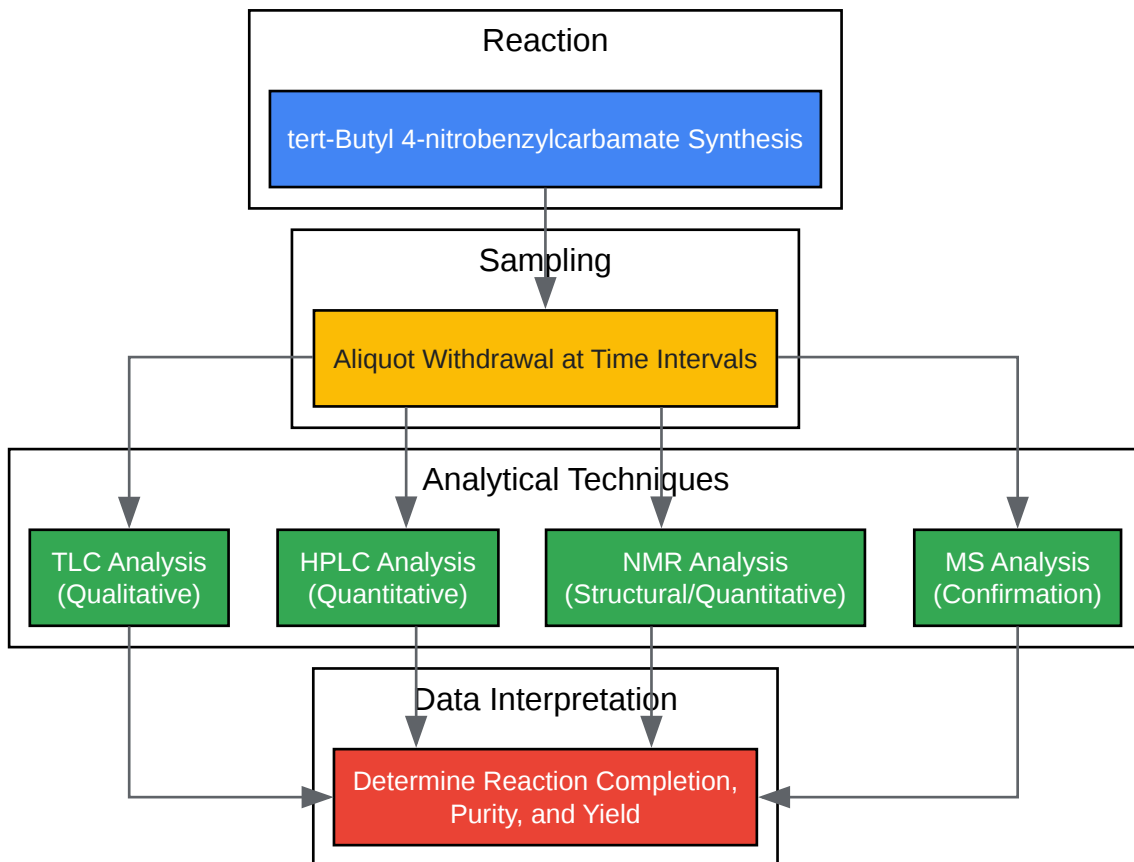 Reaction
tert-Butyl 4-nitrobenzylcarbamate Synthesis
Sampling
Aliquot Withdrawal at Time Intervals
Analytical Techniques
TLC Analysis
(Qualitative)
HPLC Analysis
(Quantitative)
NMR Analysis
(Structural/Quantitative)
MS Analysis
(Confirmation)
Data Interpretation
Determine Reaction Completion,
Purity, and Yield